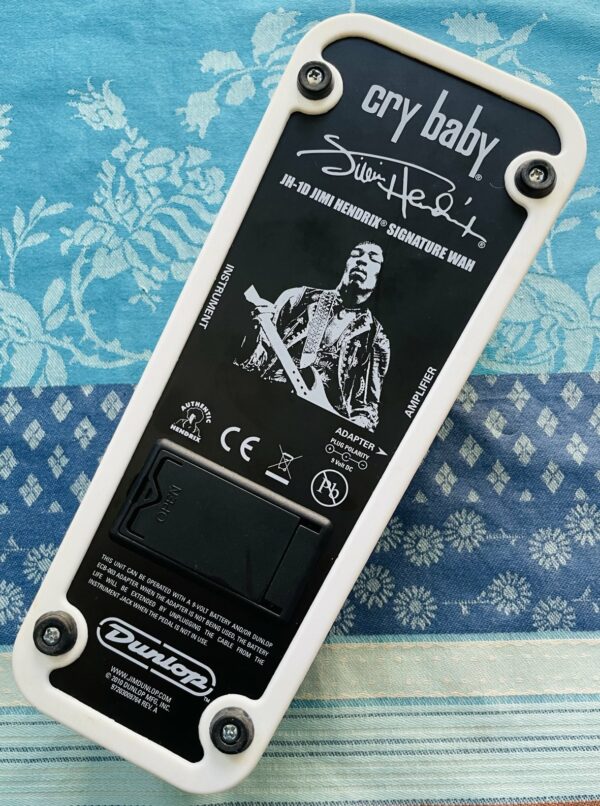 cry baby®
Jimi Hendrix®
JH-1D JIMI HENDRIX® SIGNATURE WAH
INSTRUMENT
AMPLIFIER
AUTHENTIC
HENDRIX
CE
ADAPTER
PLUG POLARITY
9 Volt DC
Pb
OPEN
THIS UNIT CAN BE OPERATED WITH A 9-VOLT BATTERY AND/OR DUNLOP
ECB-003 ADAPTER. WHEN THE ADAPTER IS NOT BEING USED, THE BATTERY
LIFE WILL BE EXTENDED BY UNPLUGGING THE CABLE FROM THE
INSTRUMENT JACK WHEN THE PEDAL IS NOT IN USE.
Dunlop™
WWW.JIMDUNLOP.COM
© 2010 DUNLOP MFG, INC.
97203009764 REV. A